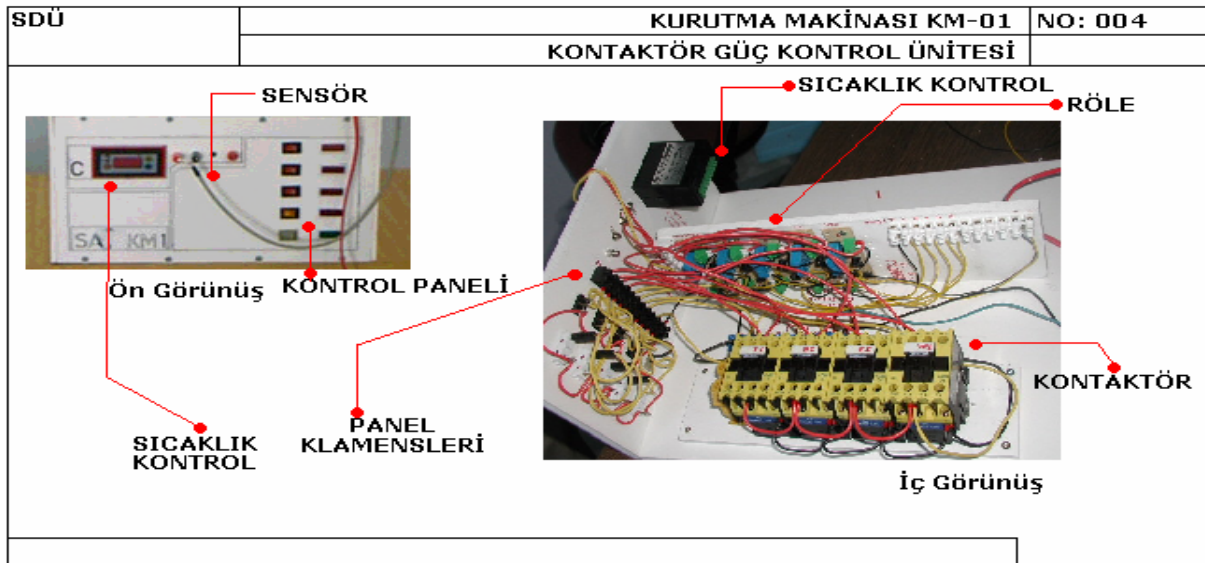 SDÜ
KURUTMA MAKİNASI KM-01
NO: 004
KONTAKTÖR GÜÇ KONTROL ÜNİTESİ
SENSÖR
SICAKLIK KONTROL
RÖLE
C
SA
KM1
Ön Görünüş
KONTROL PANELİ
KONTAKTÖR
SICAKLIK
KONTROL
PANEL
KLAMENSLERİ
İç Görünüş